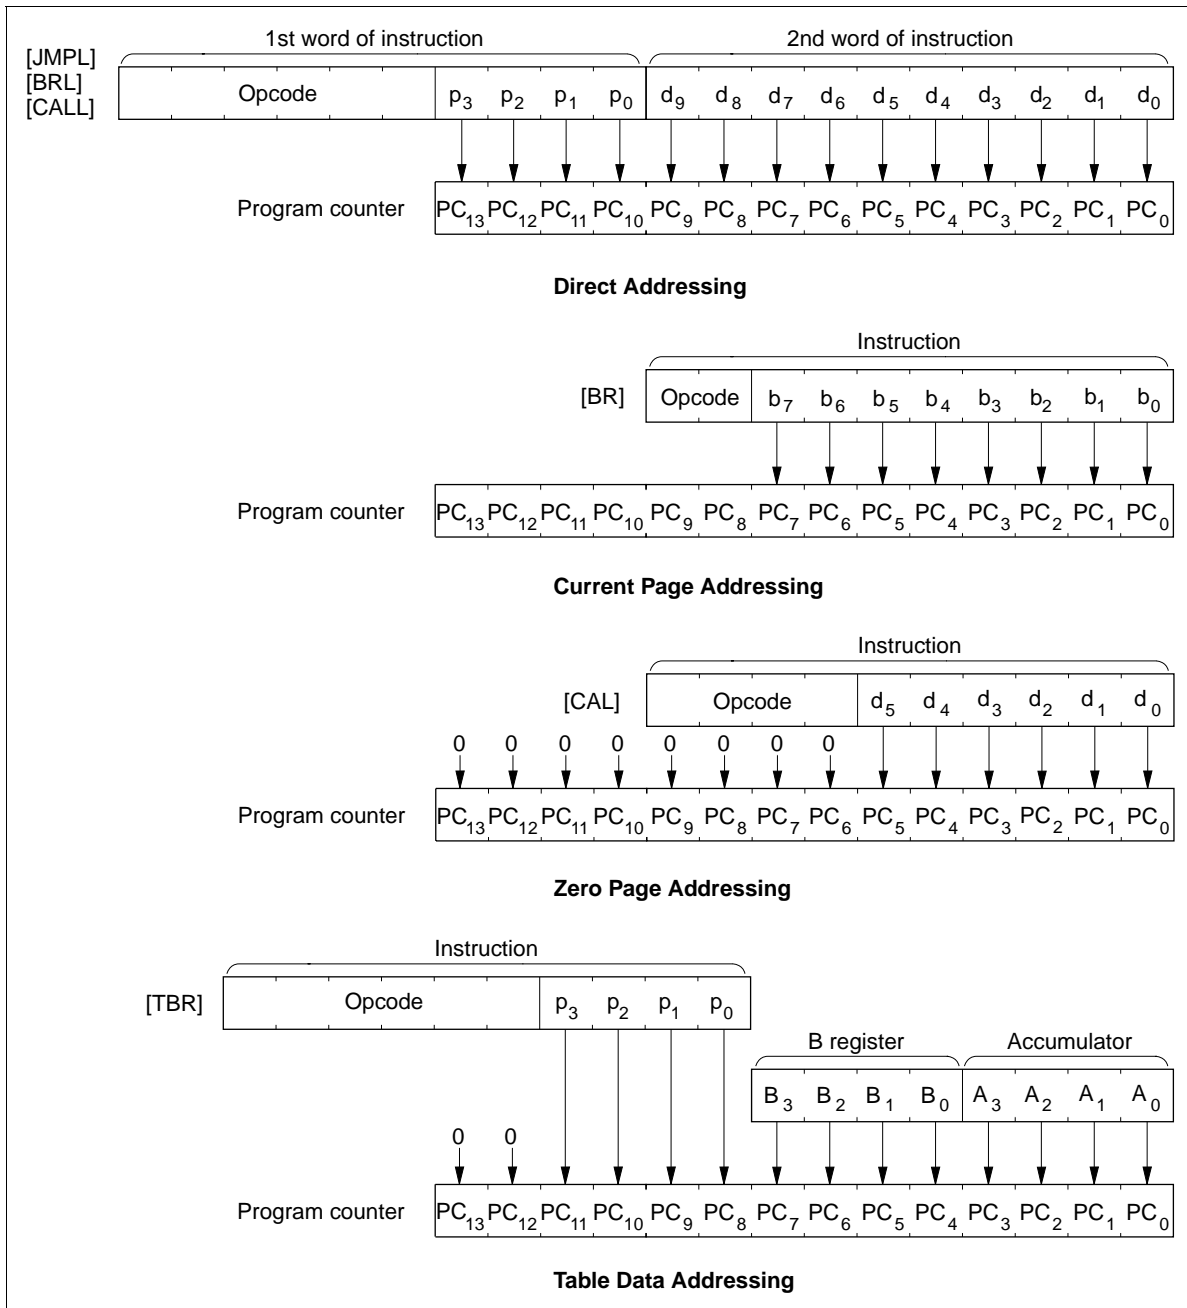 1st word of instruction 2nd word of instruction
[JMPL]
[BRL]
[CALL]
Opcode p3 p2 p1 p0 d9 d8 d7 d6 d5 d4 d3 d2 d1 d0
Program counter PC13 PC12 PC11 PC10 PC9 PC8 PC7 PC6 PC5 PC4 PC3 PC2 PC1 PC0
Direct Addressing
Instruction
[BR] Opcode b7 b6 b5 b4 b3 b2 b1 b0
Program counter PC13 PC12 PC11 PC10 PC9 PC8 PC7 PC6 PC5 PC4 PC3 PC2 PC1 PC0
Current Page Addressing
Instruction
[CAL] Opcode d5 d4 d3 d2 d1 d0
0 0 0 0 0 0 0 0
Program counter PC13 PC12 PC11 PC10 PC9 PC8 PC7 PC6 PC5 PC4 PC3 PC2 PC1 PC0
Zero Page Addressing
Instruction
[TBR] Opcode p3 p2 p1 p0
B register Accumulator
B3 B2 B1 B0 A3 A2 A1 A0
0 0
Program counter PC13 PC12 PC11 PC10 PC9 PC8 PC7 PC6 PC5 PC4 PC3 PC2 PC1 PC0
Table Data Addressing